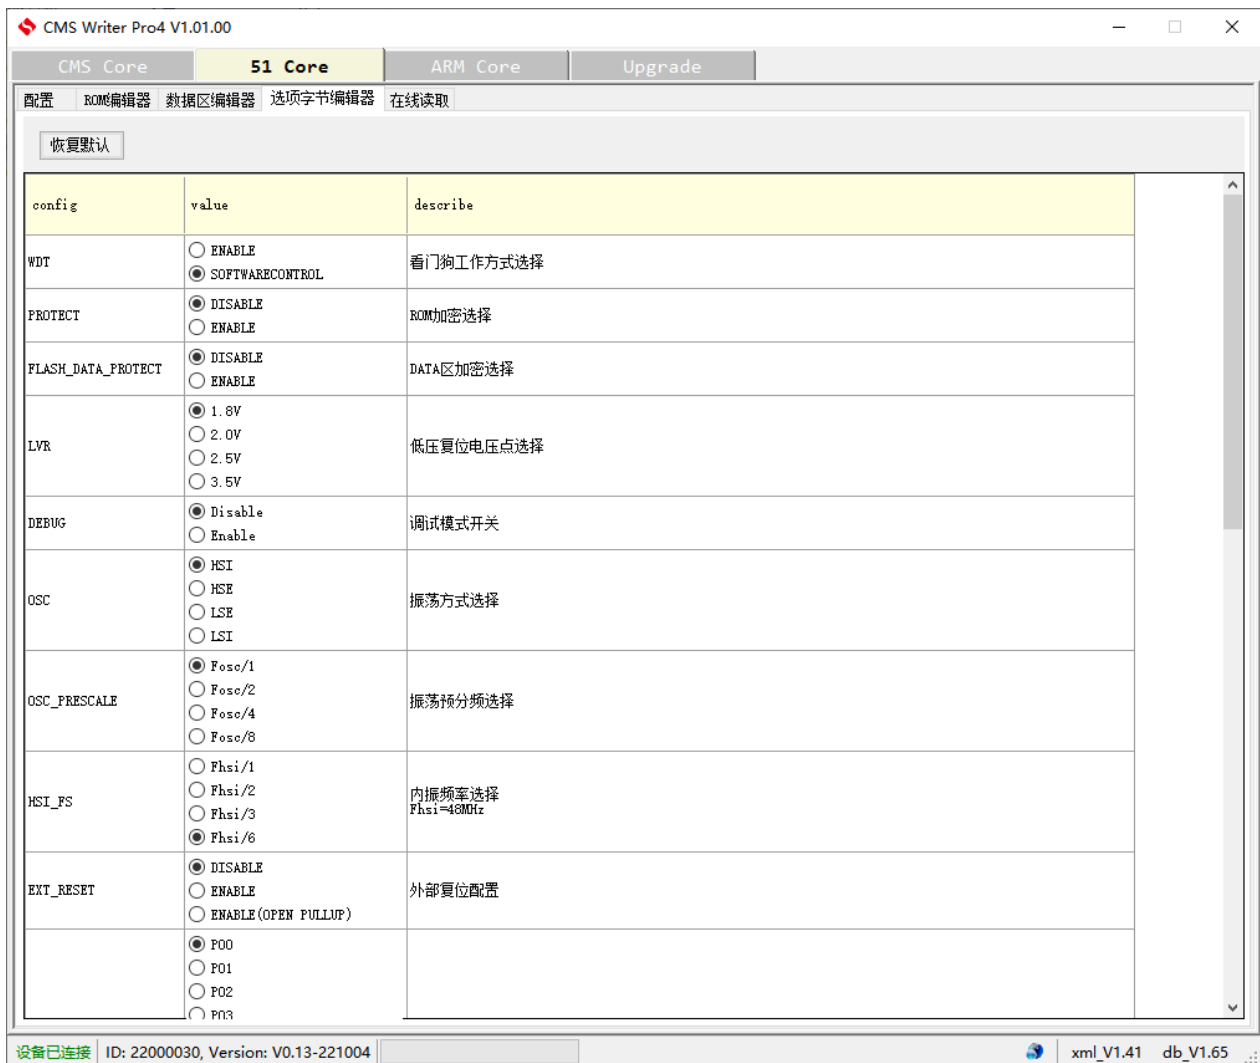 CMS Writer Pro4 V1.01.00
CMS Core 51 Core ARM Core Upgrade
配置 ROM编辑器 数据区编辑器 选项字节编辑器 在线读取
恢复默认
config value describe
WDT
ENABLE
SOFTWARECONTROL
看门狗工作方式选择
PROTECT
DISABLE
ENABLE
ROM加密选择
FLASH_DATA_PROTECT
DISABLE
ENABLE
DATA区加密选择
LVR
1.8V
2.0V
2.5V
3.5V
低压复位电压点选择
DEBUG
Disable
Enable
调试模式开关
OSC
HSI
HSE
LSE
LSI
振荡方式选择
OSC_PRESCALE
Fosc/1
Fosc/2
Fosc/4
Fosc/8
振荡预分频选择
HSI_FS
Fhsi/1
Fhsi/2
Fhsi/3
Fhsi/6
内振频率选择
Fhsi=48MHz
EXT_RESET
DISABLE
ENABLE
ENABLE(OPEN PULLUP)
外部复位配置
P00
P01
P02
P03
设备已连接 ID: 22000030, Version: V0.13-221004 xml_V1.41 db_V1.65